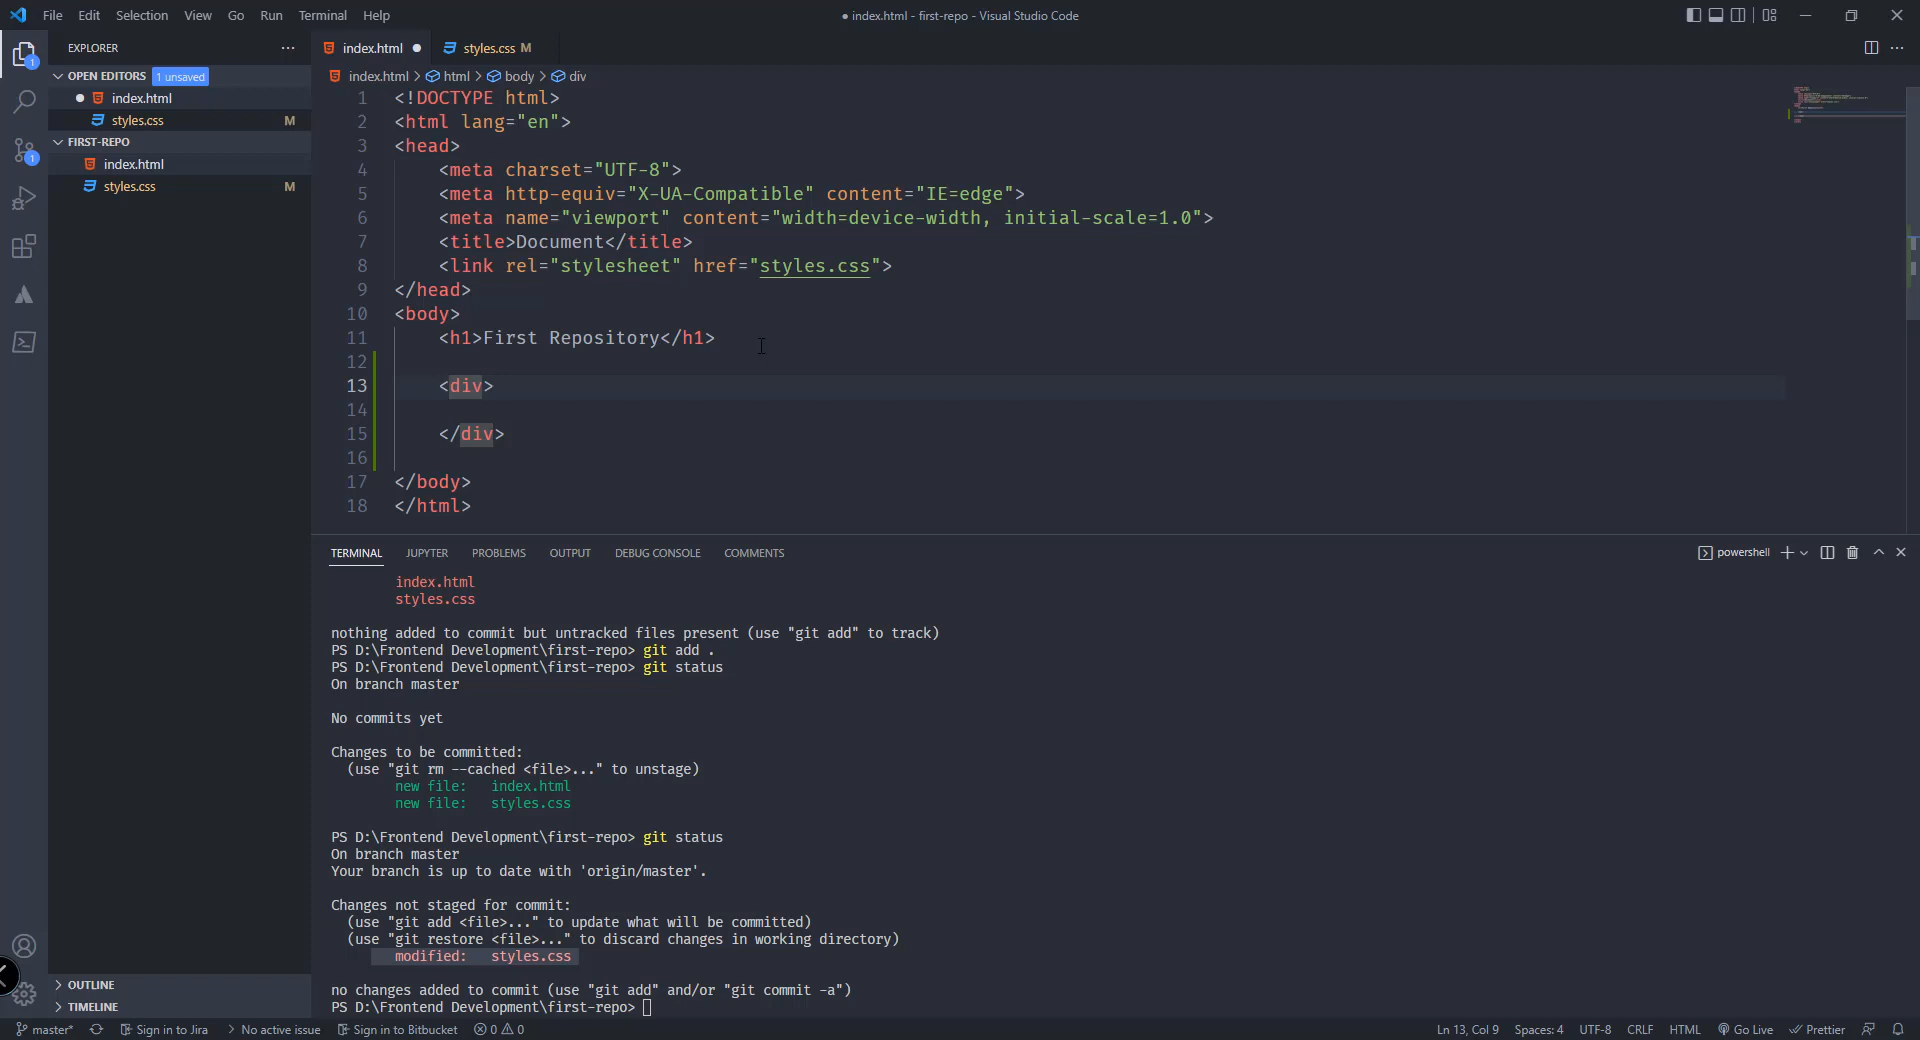 File Edit Selection View Go Run Terminal Help
● index.html - first-repo - Visual Studio Code
EXPLORER
index.html
styles.css M
OPEN EDITORS 1 unsaved
index.html
styles.css M
FIRST-REPO
index.html
styles.css M
OUTLINE
TIMELINE
1
1
index.html > html > body > div
1 <!DOCTYPE html>
2 <html lang="en">
3 <head>
4 <meta charset="UTF-8">
5 <meta http-equiv="X-UA-Compatible" content="IE=edge">
6 <meta name="viewport" content="width=device-width, initial-scale=1.0">
7 <title>Document</title>
8 <link rel="stylesheet" href="styles.css">
9 </head>
10 <body>
11 <h1>First Repository</h1>
12
13 <div>
14
15 </div>
16
17 </body>
18 </html>
TERMINAL JUPYTER PROBLEMS OUTPUT DEBUG CONSOLE COMMENTS
powershell
index.html
styles.css
nothing added to commit but untracked files present (use "git add" to track)
PS D:\Frontend Development\first-repo> git add .
PS D:\Frontend Development\first-repo> git status
On branch master
No commits yet
Changes to be committed:
(use "git rm --cached <file>..." to unstage)
new file: index.html
new file: styles.css
PS D:\Frontend Development\first-repo> git status
On branch master
Your branch is up to date with 'origin/master'.
Changes not staged for commit:
(use "git add <file>..." to update what will be committed)
(use "git restore <file>..." to discard changes in working directory)
modified: styles.css
no changes added to commit (use "git add" and/or "git commit -a")
PS D:\Frontend Development\first-repo>
master* Sign in to Jira No active issue Sign in to Bitbucket 0 0
Ln 13, Col 9 Spaces: 4 UTF-8 CRLF HTML Go Live Prettier